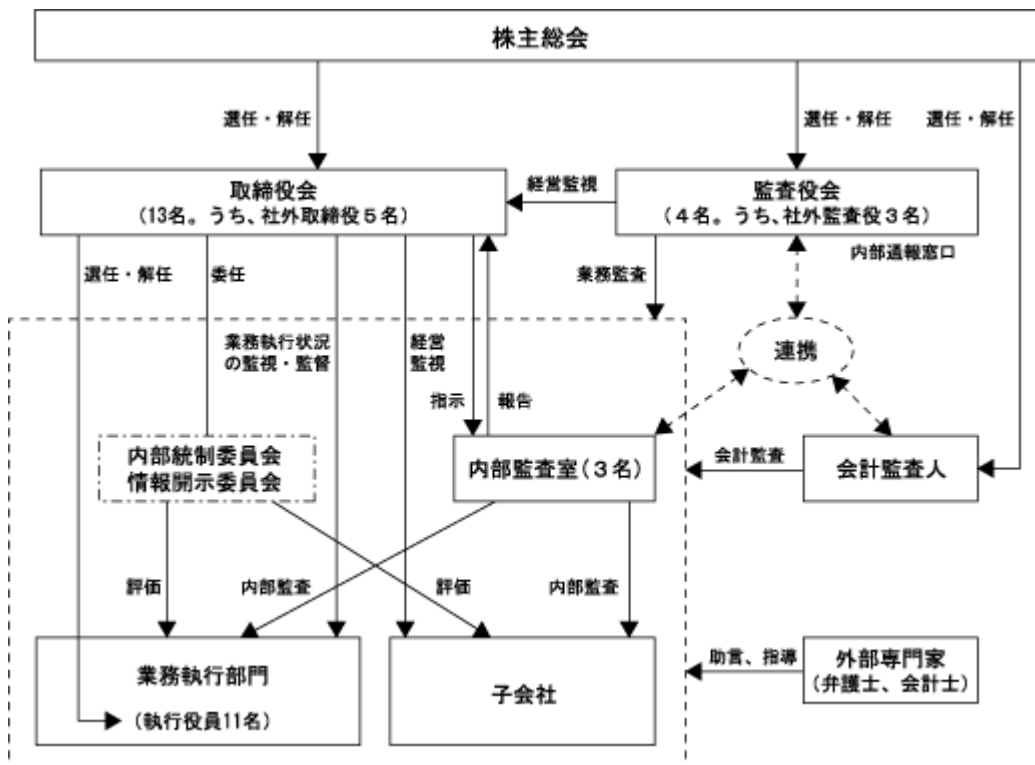 株主総会
選任・解任
選任・解任
選任・解任
取締役会
(13名。うち、社外取締役５名)
経営監視
監査役会
(４名。うち、社外監査役３名)
選任・解任
委任
業務監査
内部通報窓口
業務執行状況
の監視・監督
経営
監視
連携
指示
報告
内部統制委員会
情報開示委員会
内部監査室(３名)
会計監査
会計監査人
評価
内部監査
評価
内部監査
業務執行部門
(執行役員11名)
子会社
助言、指導
外部専門家
(弁護士、会計士)